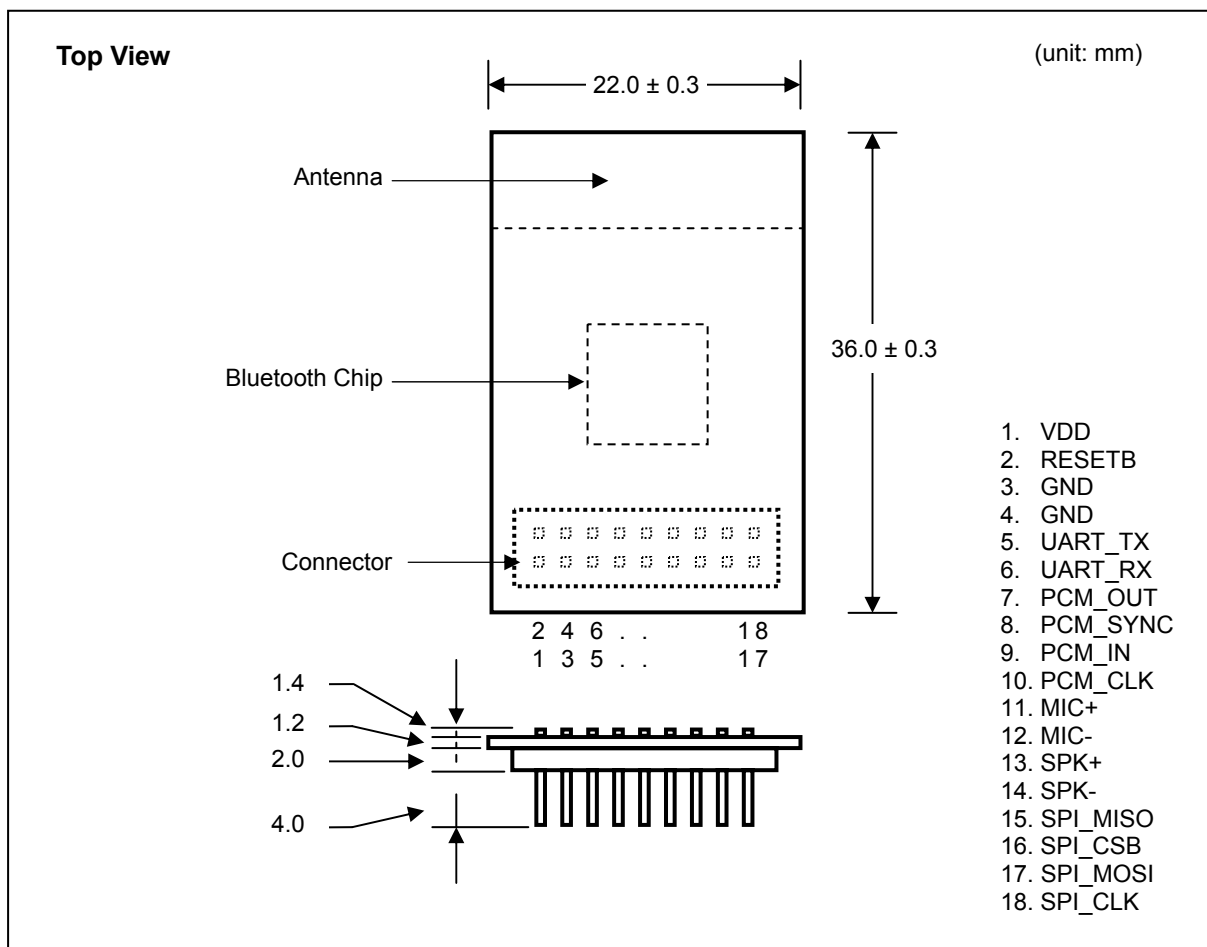 Top View
(unit: mm)
22.0 ± 0.3
Antenna
36.0 ± 0.3
Bluetooth Chip
Connector
2 4 6 . . 18
1 3 5 . . 17
1.4
1.2
2.0
4.0
1. VDD
2. RESETB
3. GND
4. GND
5. UART_TX
6. UART_RX
7. PCM_OUT
8. PCM_SYNC
9. PCM_IN
10. PCM_CLK
11. MIC+
12. MIC-
13. SPK+
14. SPK-
15. SPI_MISO
16. SPI_CSB
17. SPI_MOSI
18. SPI_CLK